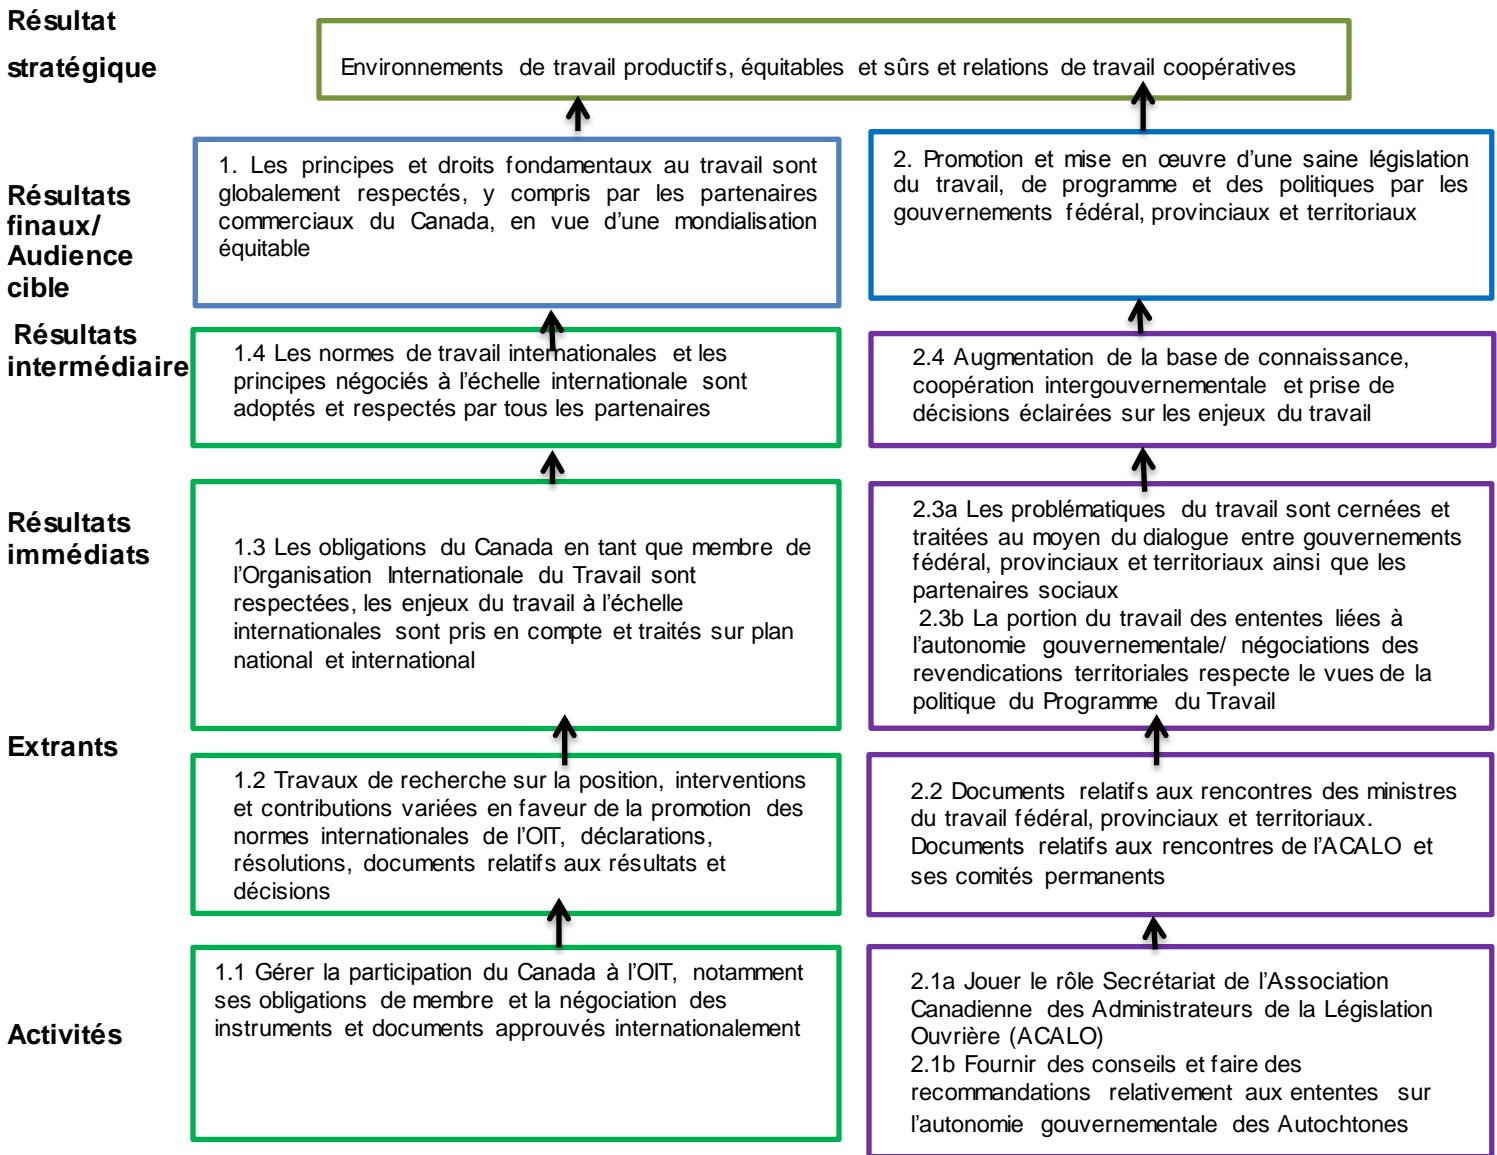 Résultat
stratégique
Environnements de travail productifs, équitables et sûrs et relations de travail coopératives
Résultats
finaux/
Audience
cible
1. Les principes et droits fondamentaux au travail sont
globalement respectés, y compris par les partenaires
commerciaux du Canada, en vue d’une mondialisation
équitable
2. Promotion et mise en œuvre d’une saine législation
du travail, de programme et des politiques par les
gouvernements fédéral, provinciaux et territoriaux
Résultats
intermédiaire
1.4 Les normes de travail internationales et les
principes négociés à l’échelle internationale sont
adoptés et respectés par tous les partenaires
2.4 Augmentation de la base de connaissance,
coopération intergouvernementale et prise de
décisions éclairées sur les enjeux du travail
Résultats
immédiats
1.3 Les obligations du Canada en tant que membre de
l’Organisation Internationale du Travail sont
respectées, les enjeux du travail à l’échelle
internationales sont pris en compte et traités sur plan
national et international
2.3a Les problématiques du travail sont cernées et
traitées au moyen du dialogue entre gouvernements
fédéral, provinciaux et territoriaux ainsi que les
partenaires sociaux
2.3b La portion du travail des ententes liées à
l’autonomie gouvernementale/ négociations des
revendications territoriales respecte le vues de la
politique du Programme du Travail
Extrants
1.2 Travaux de recherche sur la position, interventions
et contributions variées en faveur de la promotion des
normes internationales de l’OIT, déclarations,
résolutions, documents relatifs aux résultats et
décisions
2.2 Documents relatifs aux rencontres des ministres
du travail fédéral, provinciaux et territoriaux.
Documents relatifs aux rencontres de l’ACALO et
ses comités permanents
Activités
1.1 Gérer la participation du Canada à l’OIT, notamment
ses obligations de membre et la négociation des
instruments et documents approuvés internationalement
2.1a Jouer le rôle Secrétariat de l’Association
Canadienne des Administrateurs de la Législation
Ouvrière (ACALO)
2.1b Fournir des conseils et faire des
recommandations relativement aux ententes sur
l’autonomie gouvernementale des Autochtones